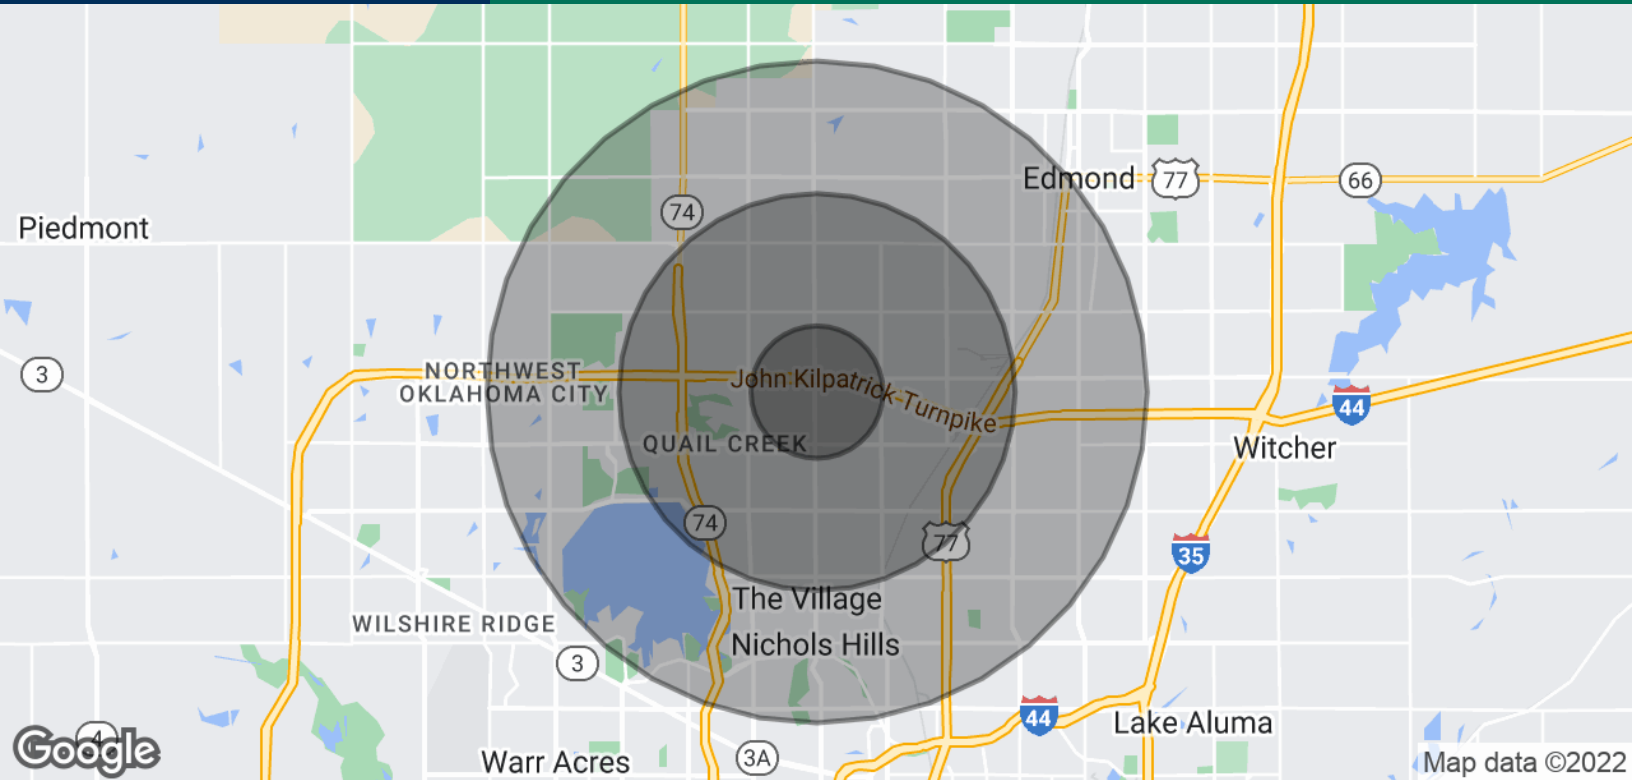 Edmond
77
66
74
Piedmont
3
NORTHWEST
OKLAHOMA CITY
John Kilpatrick Turnpike
44
QUAIL CREEK
Witcher
74
77
35
The Village
WILSHIRE RIDGE
Nichols Hills
3
44
Lake Aluma
4
Google
Warr Acres
3A
Map data ©2022